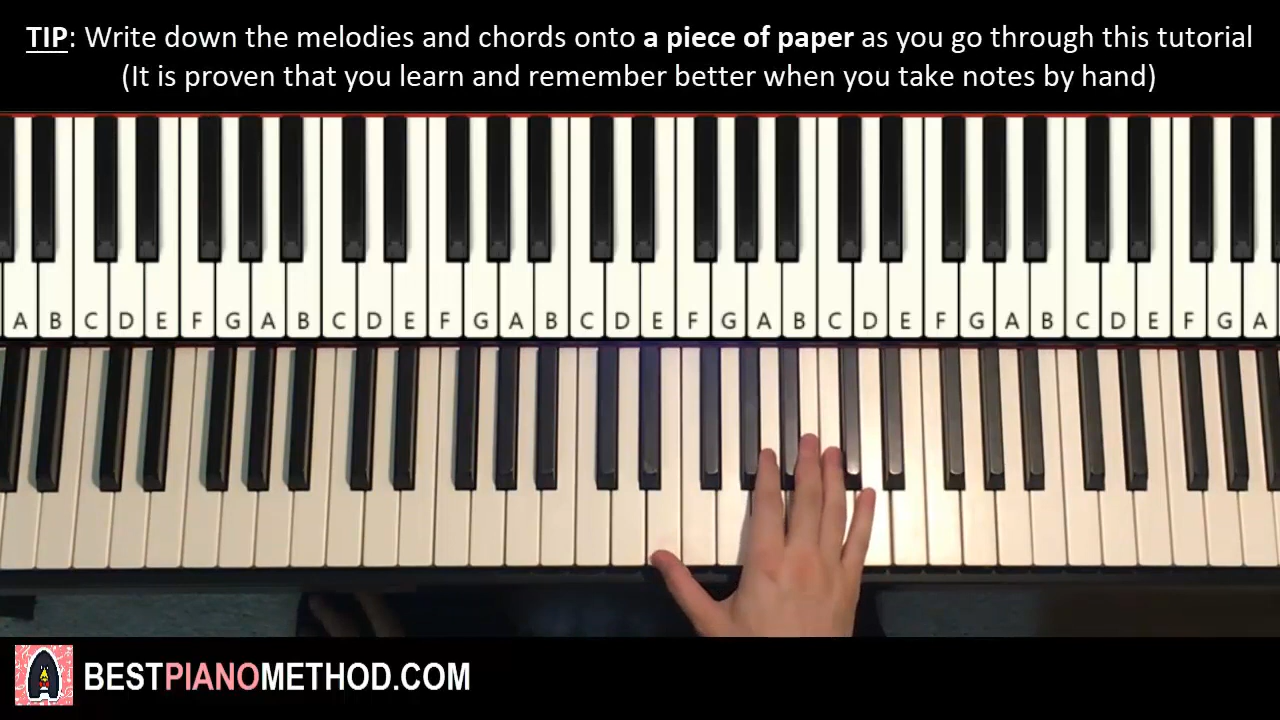 TIP: Write down the melodies and chords onto a piece of paper as you go through this tutorial
(It is proven that you learn and remember better when you take notes by hand)
A B C D E F G A B C D E F G A B C D E F G A B C D E F G A B C D E F G A
BESTPIANOMETHOD.COM